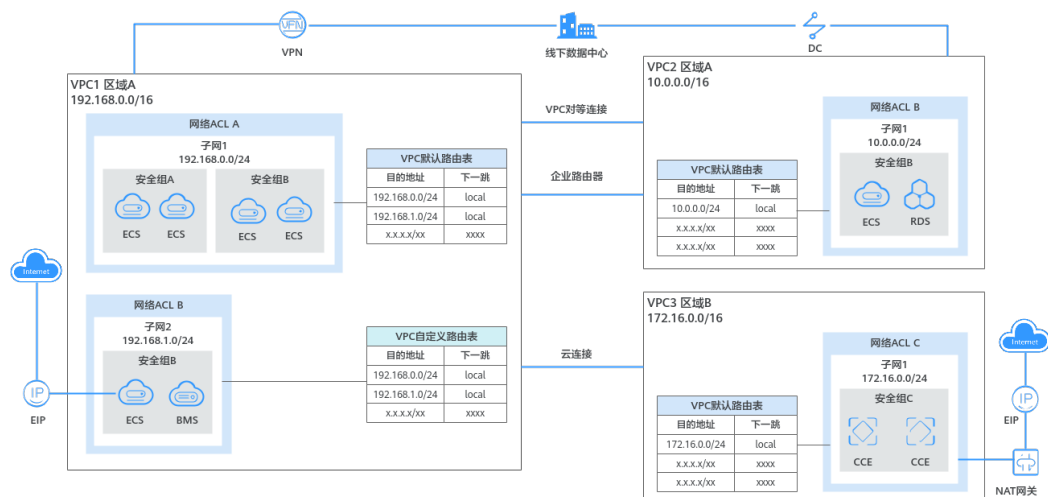 VPN
VPN
线下数据中心
DC
VPC1 区域A
192.168.0.0/16
网络ACL A
子网1
192.168.0.0/24
安全组A
ECS
ECS
安全组B
ECS
ECS
VPC默认路由表
目的地址 下一跳
192.168.0.0/24 local
192.168.1.0/24 local
x.x.x.x/xx xxxx
网络ACL B
子网2
192.168.1.0/24
安全组B
ECS
BMS
VPC自定义路由表
目的地址 下一跳
192.168.0.0/24 local
192.168.1.0/24 local
x.x.x.x/xx xxxx
Internet
IP
EIP
VPC对等连接
企业路由器
云连接
VPC2 区域A
10.0.0.0/16
VPC默认路由表
目的地址 下一跳
10.0.0.0/24 local
x.x.x.x/xx xxxx
x.x.x.x/xx xxxx
网络ACL B
子网1
10.0.0.0/24
安全组B
ECS
RDS
VPC3 区域B
172.16.0.0/16
VPC默认路由表
目的地址 下一跳
172.16.0.0/24 local
x.x.x.x/xx xxxx
x.x.x.x/xx xxxx
网络ACL C
子网1
172.16.0.0/24
安全组C
CCE
CCE
Internet
IP
EIP
NAT网关